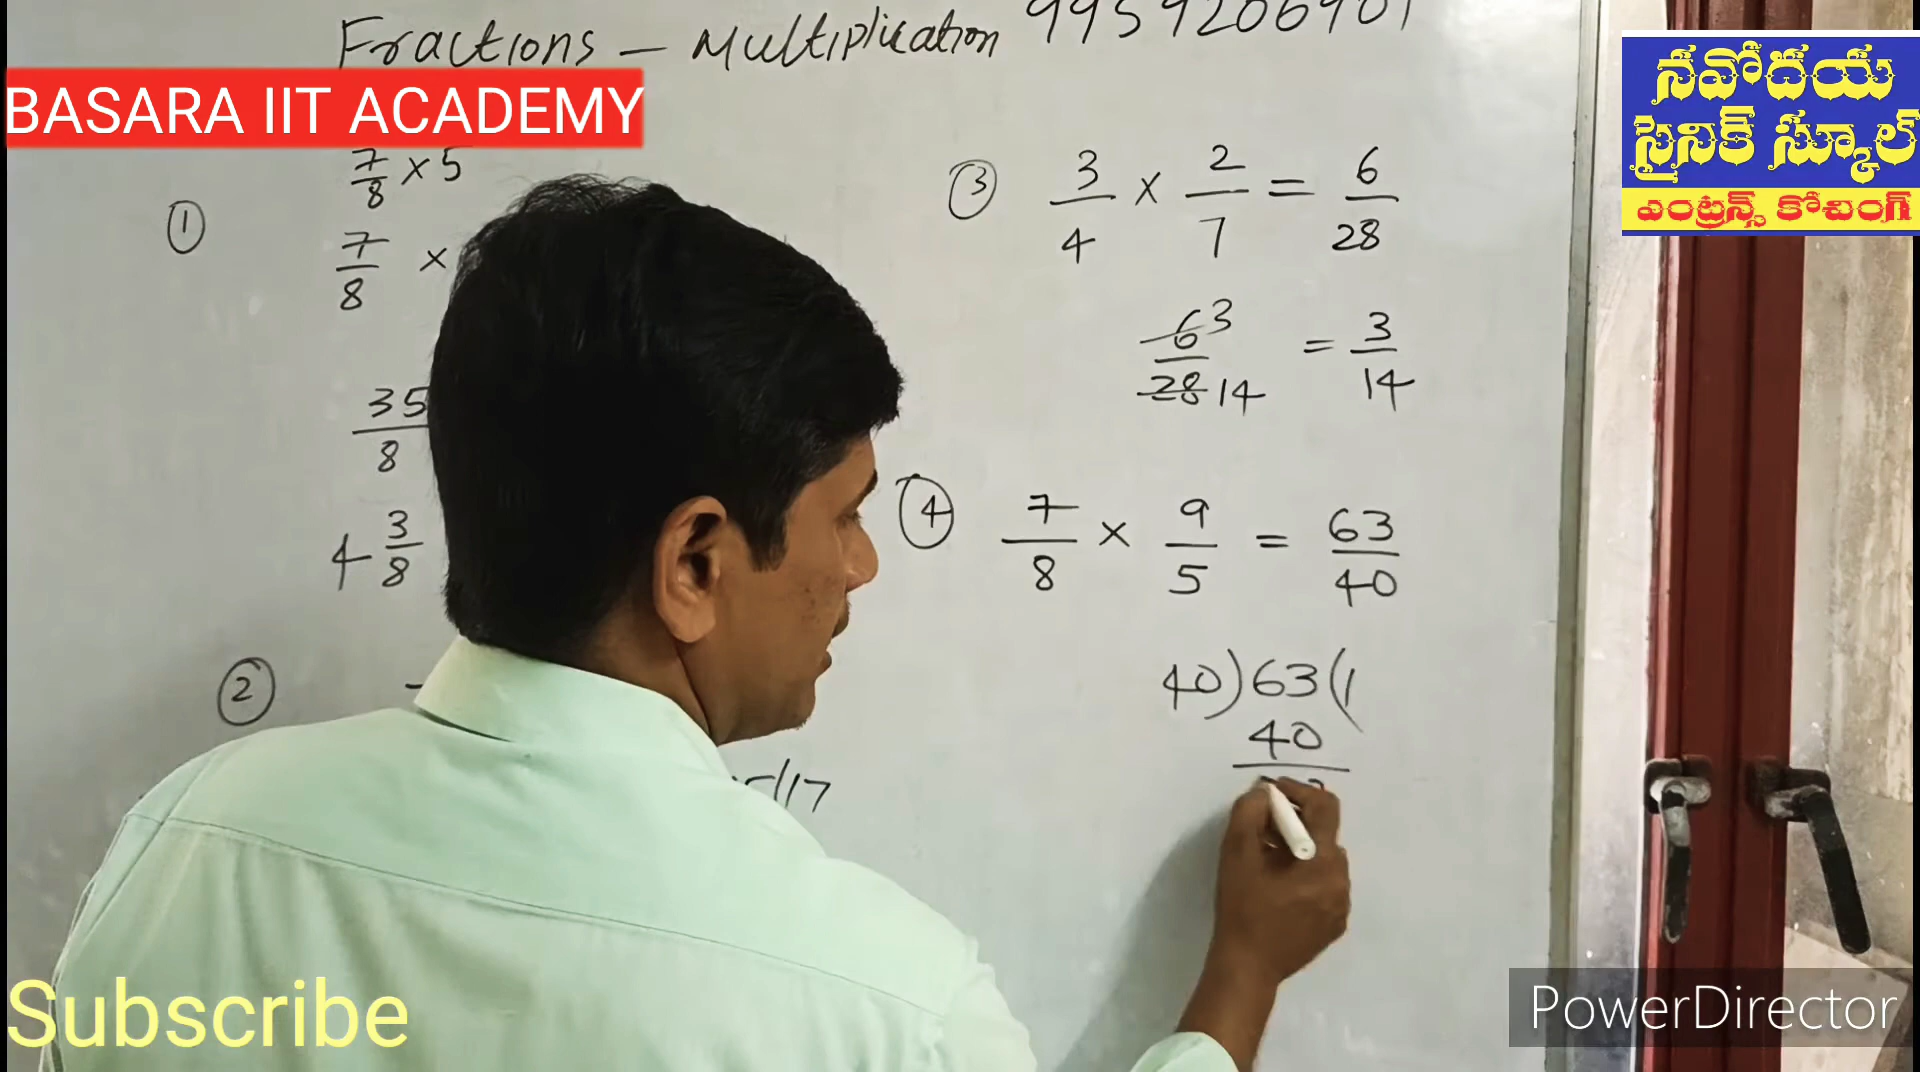 Fractions - Multiplication
BASARA IIT ACADEMY
నవోదయ
సైనిక్ స్కూల్
ఎంట్రన్స్ కోచింగ్
① 7/8 × 5
7/8 ×
35/8
4 3/8
②
③ 3/4 × 2/7 = 6/28
6/28 3 14 = 3/14
④ 7/8 × 9/5 = 63/40
40) 63 (1
40
Subscribe
PowerDirector